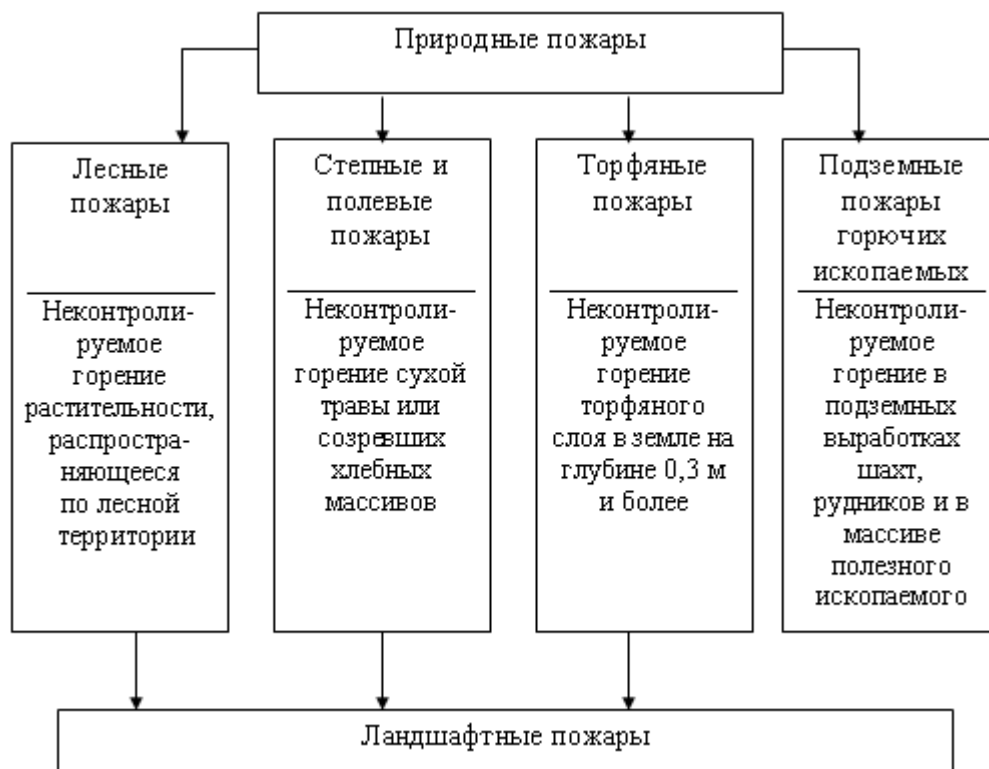 Природные пожары
Лесные
пожары
Неконтроли-
руемое
горение
растительности,
распростра-
няющееся
по лесной
территории
Степные и
полевые
пожары
Неконтроли-
руемое
горение сухой
травы или
созревших
хлебных
массивов
Торфяные
пожары
Неконтроли-
руемое
горение
торфяного
слоя в земле на
глубине 0,3 м
и более
Подземные
пожары
горючих
ископаемых
Неконтроли-
руемое
горение в
подземных
выработках
шахт,
рудников и в
массиве
полезного
ископаемого
Ландшафтные пожары